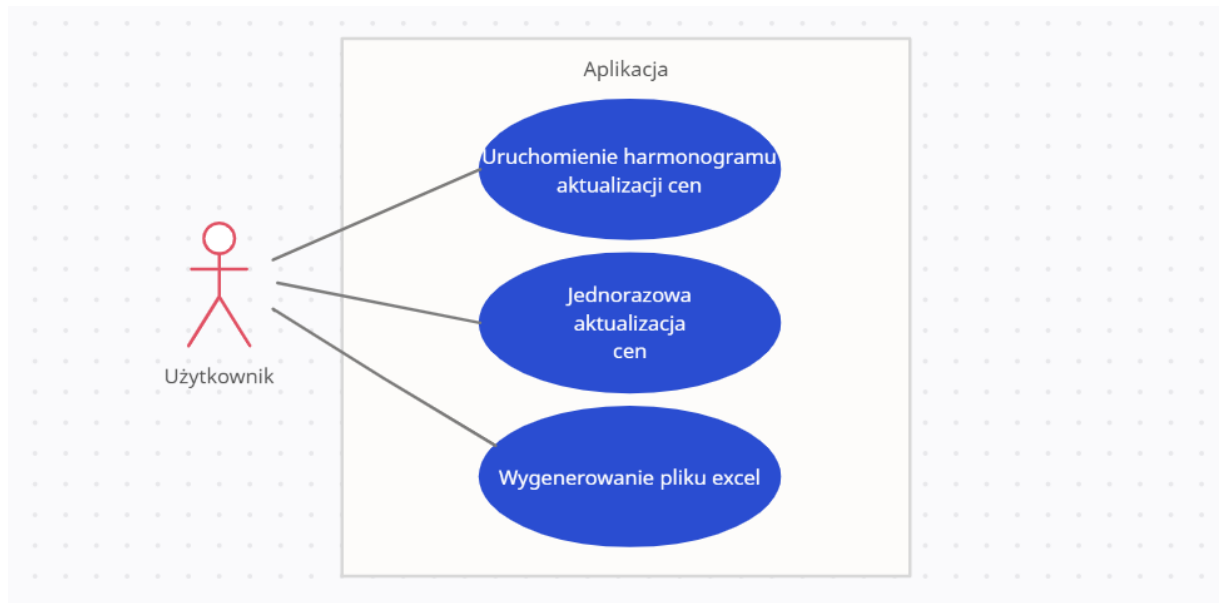 Aplikacja
Uruchomienie harmonogramu
aktualizacji cen
Jednorazowa
aktualizacja
cen
Użytkownik
Wygenerowanie pliku excel